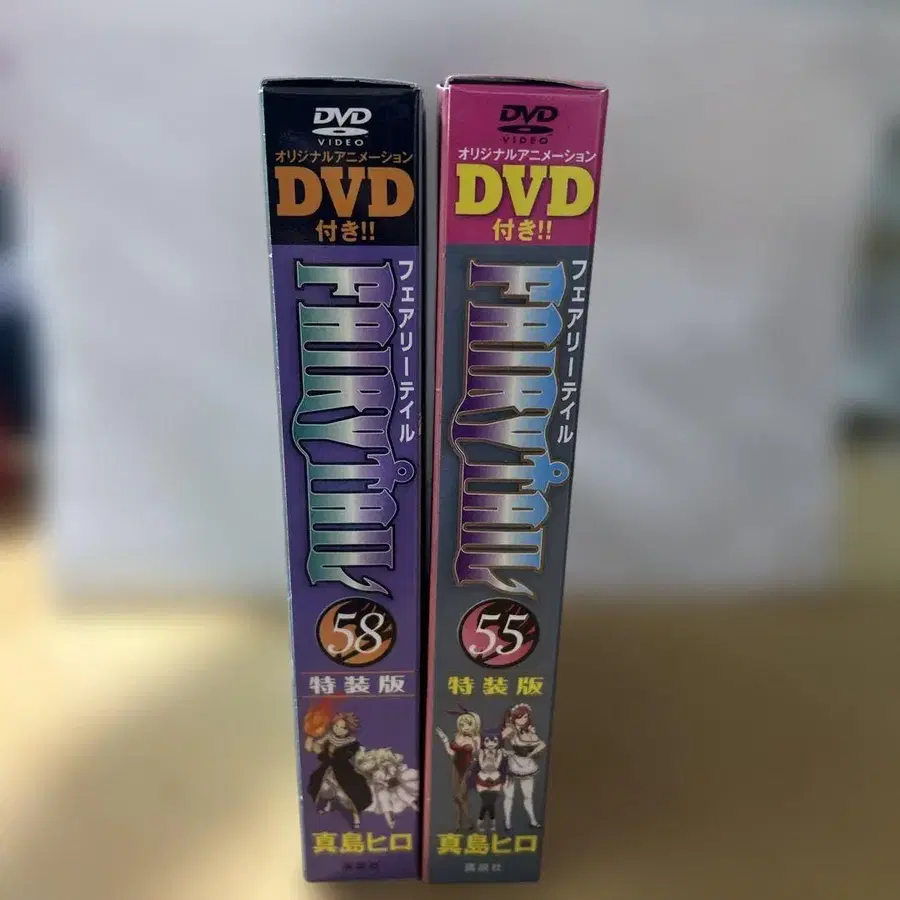 DVD
VIDEO
オリジナルアニメーション
DVD
付き!!
フェアリーテイル
FAIRY TAIL
58
特装版
真島ヒロ
講談社
DVD
VIDEO
オリジナルアニメーション
DVD
付き!!
フェアリーテイル
FAIRY TAIL
55
特装版
真島ヒロ
講談社